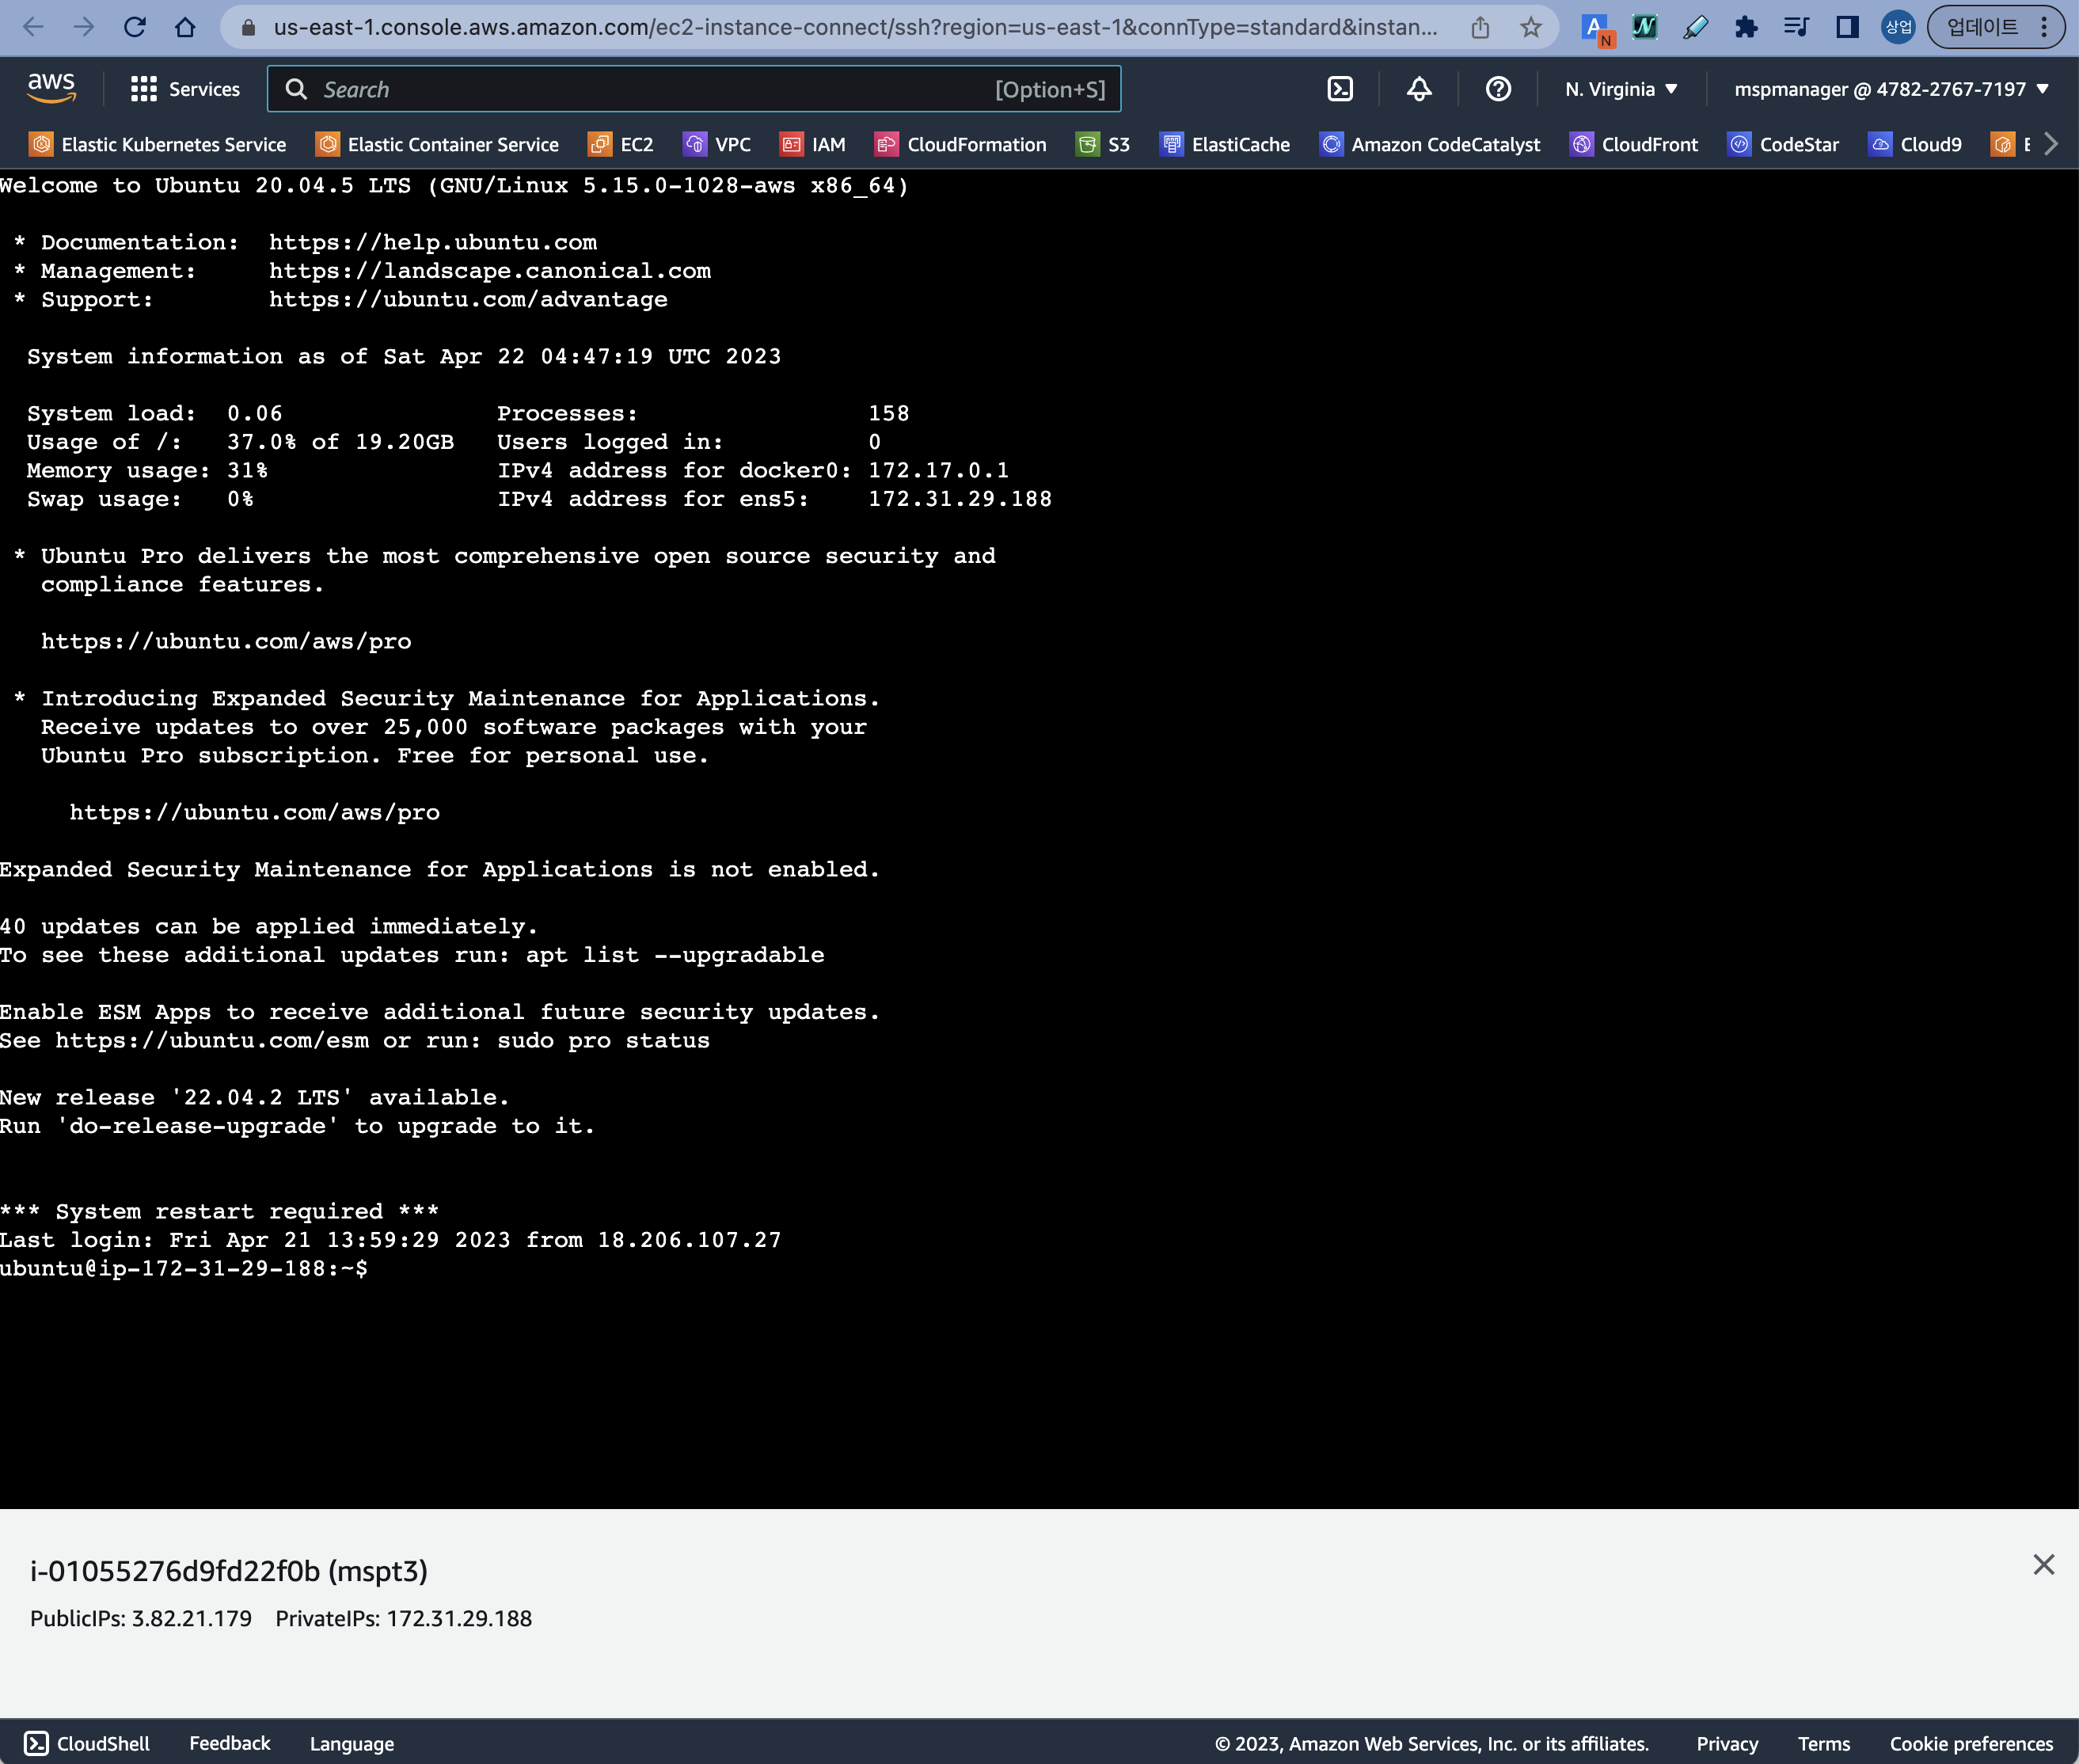 us-east-1.console.aws.amazon.com/ec2-instance-connect/ssh?region=us-east-1&connType=standard&instan...
A N N 상업 업데이트
aws Services Search [Option+S] N. Virginia ▼ mspmanager @ 4782-2767-7197 ▼
Elastic Kubernetes Service Elastic Container Service EC2 VPC IAM CloudFormation S3 ElastiCache Amazon CodeCatalyst CloudFront CodeStar Cloud9
Welcome to Ubuntu 20.04.5 LTS (GNU/Linux 5.15.0-1028-aws x86_64)
* Documentation: https://help.ubuntu.com
* Management: https://landscape.canonical.com
* Support: https://ubuntu.com/advantage
System information as of Sat Apr 22 04:47:19 UTC 2023
System load: 0.06 Processes: 158
Usage of /: 37.0% of 19.20GB Users logged in: 0
Memory usage: 31% IPv4 address for docker0: 172.17.0.1
Swap usage: 0% IPv4 address for ens5: 172.31.29.188
* Ubuntu Pro delivers the most comprehensive open source security and
compliance features.
https://ubuntu.com/aws/pro
* Introducing Expanded Security Maintenance for Applications.
Receive updates to over 25,000 software packages with your
Ubuntu Pro subscription. Free for personal use.
https://ubuntu.com/aws/pro
Expanded Security Maintenance for Applications is not enabled.
40 updates can be applied immediately.
To see these additional updates run: apt list --upgradable
Enable ESM Apps to receive additional future security updates.
See https://ubuntu.com/esm or run: sudo pro status
New release '22.04.2 LTS' available.
Run 'do-release-upgrade' to upgrade to it.
*** System restart required ***
Last login: Fri Apr 21 13:59:29 2023 from 18.206.107.27
ubuntu@ip-172-31-29-188:~$
i-01055276d9fd22f0b (mspt3)
PublicIPs: 3.82.21.179 PrivateIPs: 172.31.29.188
CloudShell Feedback Language © 2023, Amazon Web Services, Inc. or its affiliates. Privacy Terms Cookie preferences